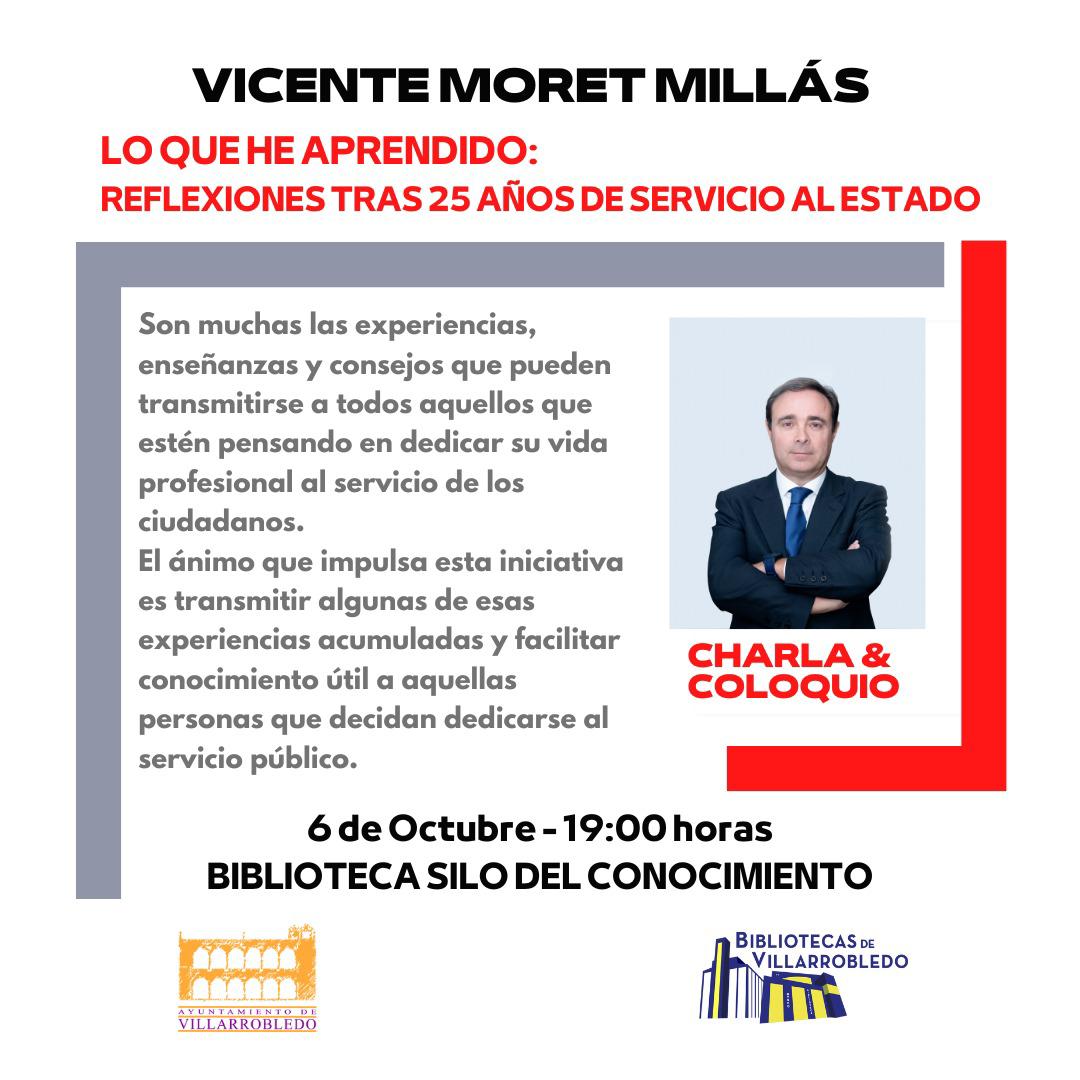 VICENTE MORET MILLÁS
LO QUE HE APRENDIDO:
REFLEXIONES TRAS 25 AÑOS DE SERVICIO AL ESTADO
Son muchas las experiencias,
enseñanzas y consejos que pueden
transmitirse a todos aquellos que
estén pensando en dedicar su vida
profesional al servicio de los
ciudadanos.
El ánimo que impulsa esta iniciativa
es transmitir algunas de esas
experiencias acumuladas y facilitar
conocimiento útil a aquellas
personas que decidan dedicarse al
servicio público.
CHARLA &
COLOQUIO
6 de Octubre - 19:00 horas
BIBLIOTECA SILO DEL CONOCIMIENTO
AYUNTAMIENTO DE
VILLARROBLEDO
BIBLIOTECAS DE
VILLARROBLEDO